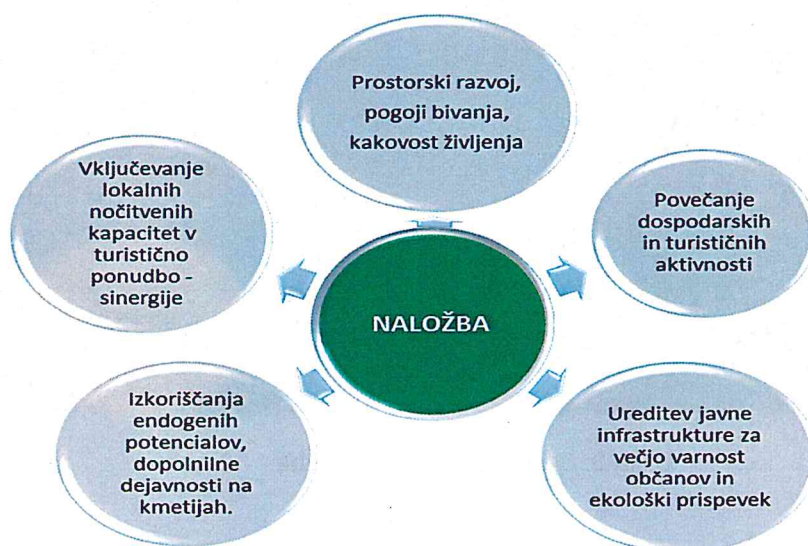 Prostorski razvoj,
pogoji bivanja,
kakovost življenja
Vključevanje
lokalnih
nočitvenih
kapacitet v
turistično
ponudbo -
sinergije
Povečanje
dospodarskih
in turističnih
aktivnosti
NALOŽBA
Izkoriščanja
endogenih
potencialov,
dopolnilne
dejavnosti na
kmetijah.
Ureditev javne
infrastrukture za
večjo varnost
občanov in
ekološki prispevek